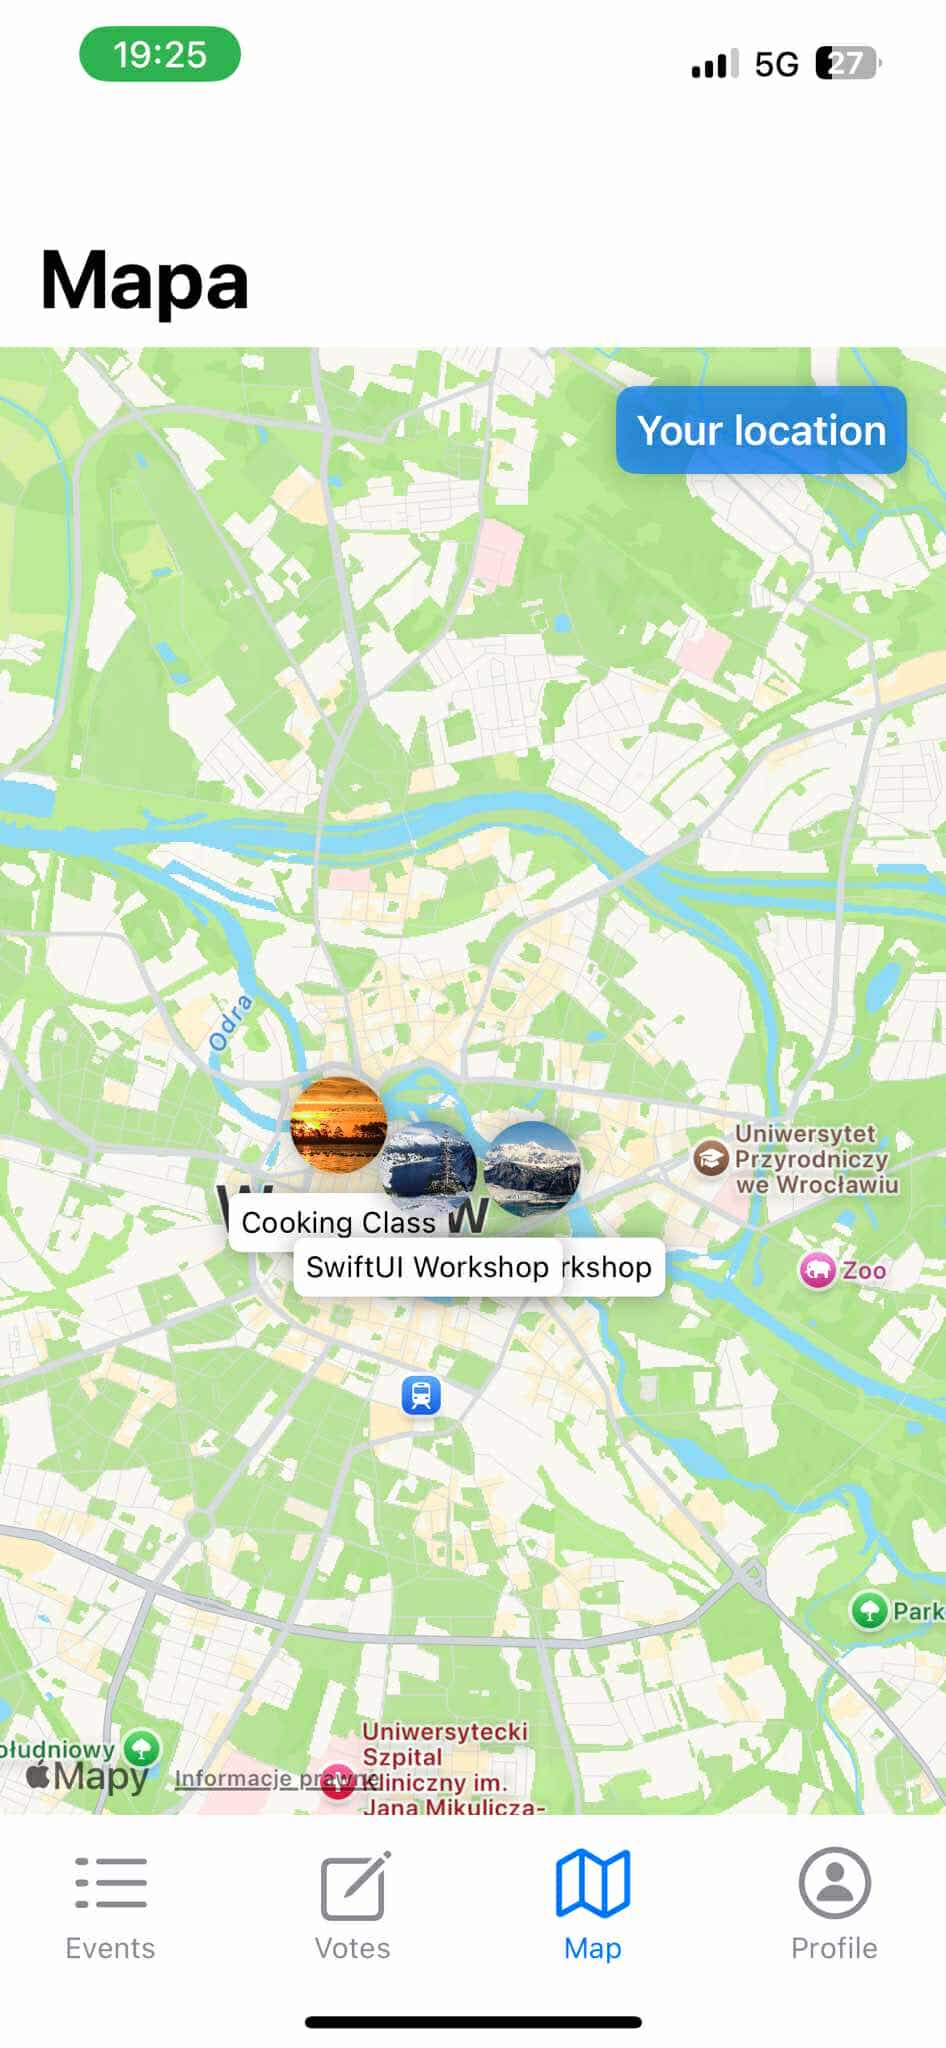 19:25
5G
27
Mapa
Your location
Odra
Uniwersytet
Przyrodniczy
we Wrocławiu
W
Cooking Class
w
SwiftUI Workshop
rkshop
Zoo
Park
ołudniowy
Mapy
Informacje prawne
Uniwersytecki
Szpital
Kliniczny im.
Jana Mikulicza-
Events
Votes
Map
Profile